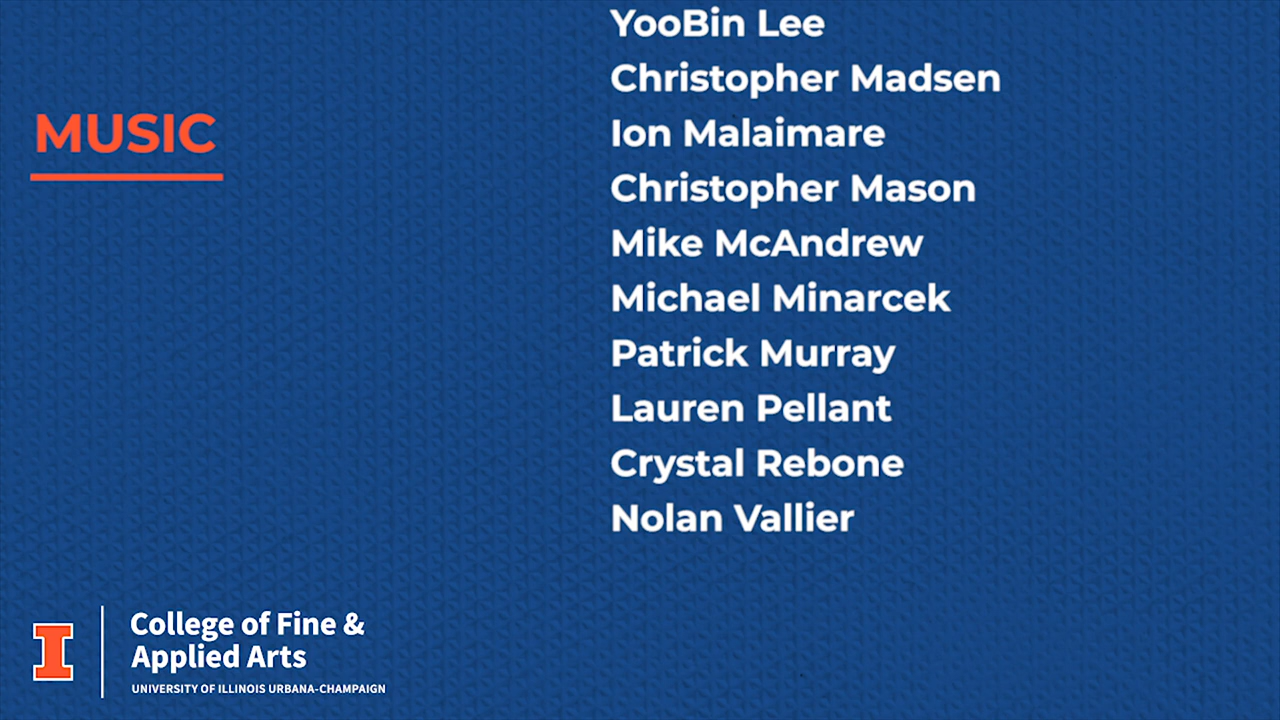 MUSIC
YooBin Lee
Christopher Madsen
Ion Malaimare
Christopher Mason
Mike McAndrew
Michael Minarcek
Patrick Murray
Lauren Pellant
Crystal Rebone
Nolan Vallier
I
College of Fine &
Applied Arts
UNIVERSITY OF ILLINOIS URBANA-CHAMPAIGN